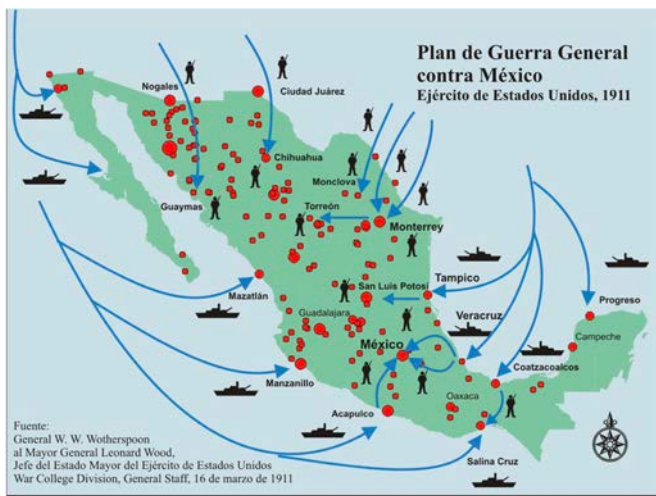 Plan de Guerra General
contra México
Ejército de Estados Unidos, 1911
Nogales
Ciudad Juárez
Chihuahua
Monclova
Guaymas
Torreón
Monterrey
Mazatlán
San Luis Potosí
Tampico
Veracruz
Progreso
Guadalajara
México
Campeche
Coatzacoalcos
Manzanillo
Acapulco
Oaxaca
Salina Cruz
Fuente:
General W. W. Wotherspoon
al Mayor General Leonard Wood,
Jefe del Estado Mayor del Ejército de Estados Unidos
War College Division, General Staff, 16 de marzo de 1911